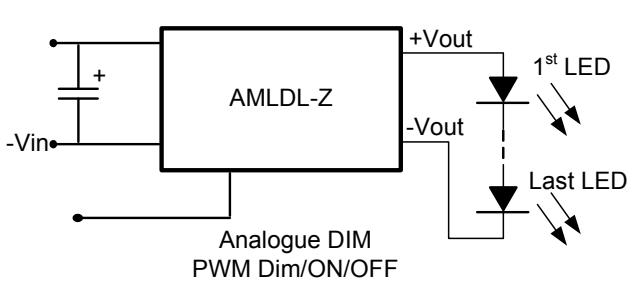 +Vout
1st LED
+
AMLDL-Z
-Vout
-Vin
Last LED
Analogue DIM
PWM Dim/ON/OFF